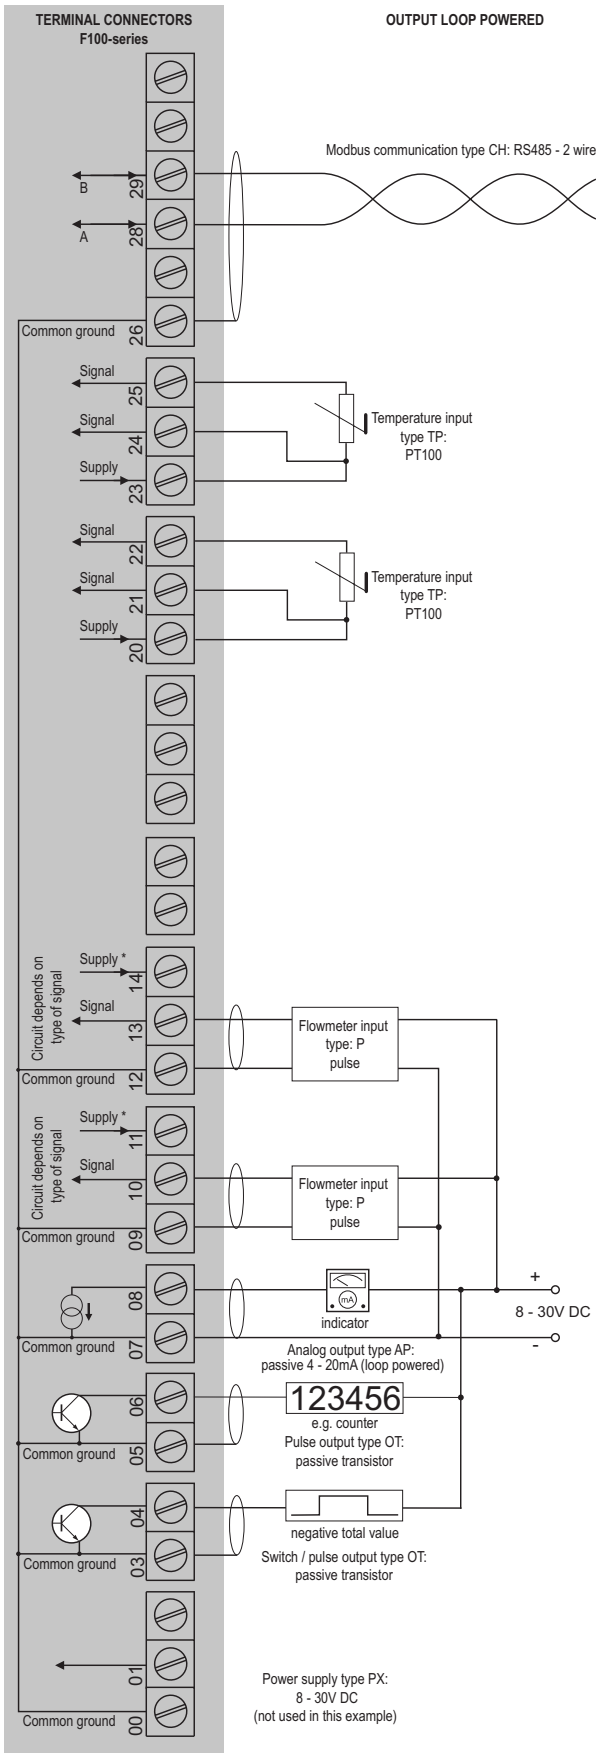 TERMINAL CONNECTORS
F100-series
OUTPUT LOOP POWERED
Modbus communication type CH: RS485 - 2 wire
B
29
A
28
Common ground
26
Signal
25
Signal
24
Supply
23
Temperature input
type TP:
PT100
Signal
22
Signal
21
Supply
20
Temperature input
type TP:
PT100
Circuit depends on
type of signal
Supply *
14
Signal
13
Common ground
12
Flowmeter input
type: P
pulse
Circuit depends on
type of signal
Supply *
11
Signal
10
Common ground
09
Flowmeter input
type: P
pulse
08
mA
indicator
+
8 - 30V DC
-
Common ground
07
Analog output type AP:
passive 4 - 20mA (loop powered)
06
123456
e.g. counter
Common ground
05
Pulse output type OT:
passive transistor
04
negative total value
Common ground
03
Switch / pulse output type OT:
passive transistor
01
Common ground
00
Power supply type PX:
8 - 30V DC
(not used in this example)